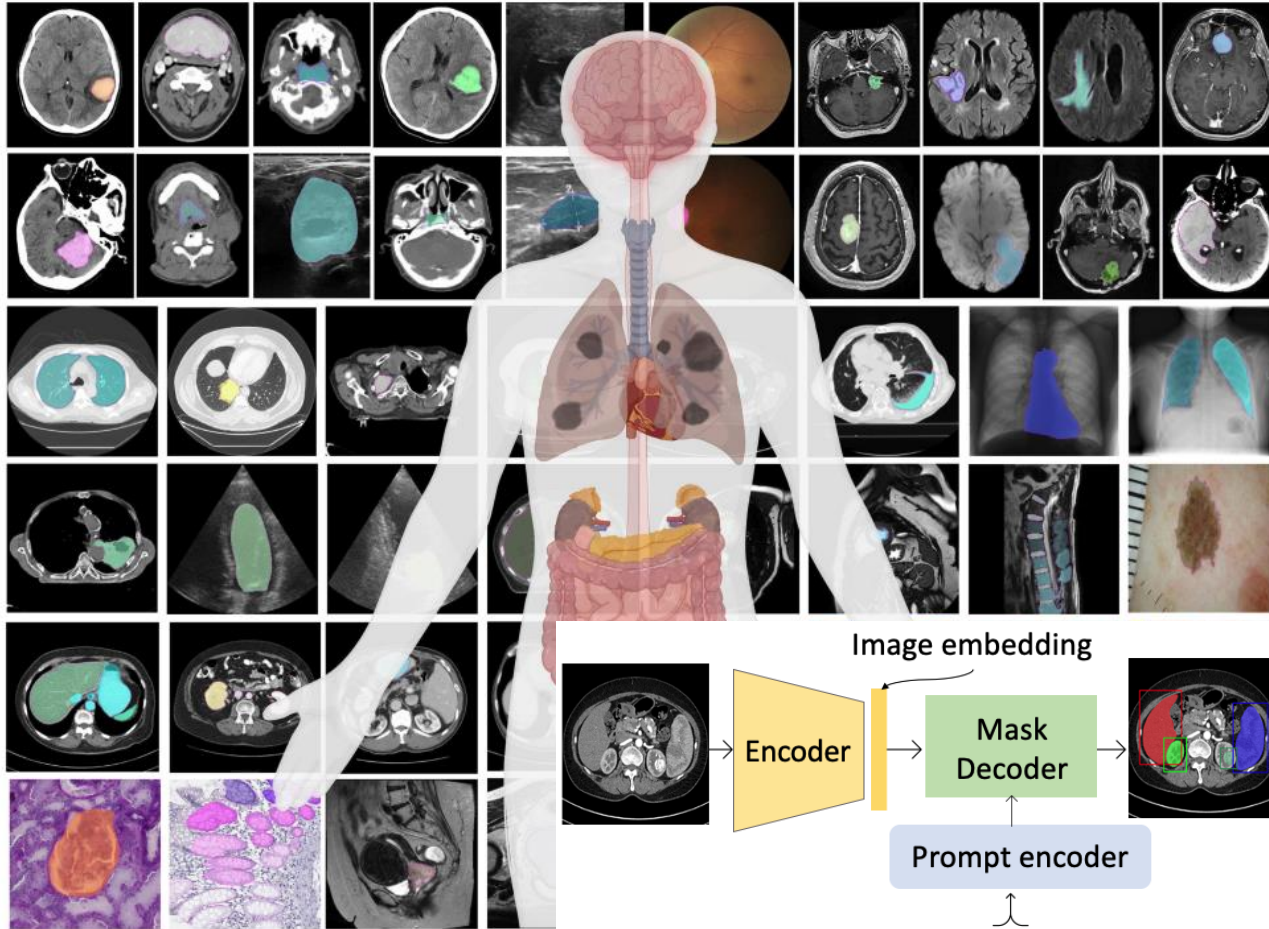 Image embedding
Encoder
Mask
Decoder
Prompt encoder